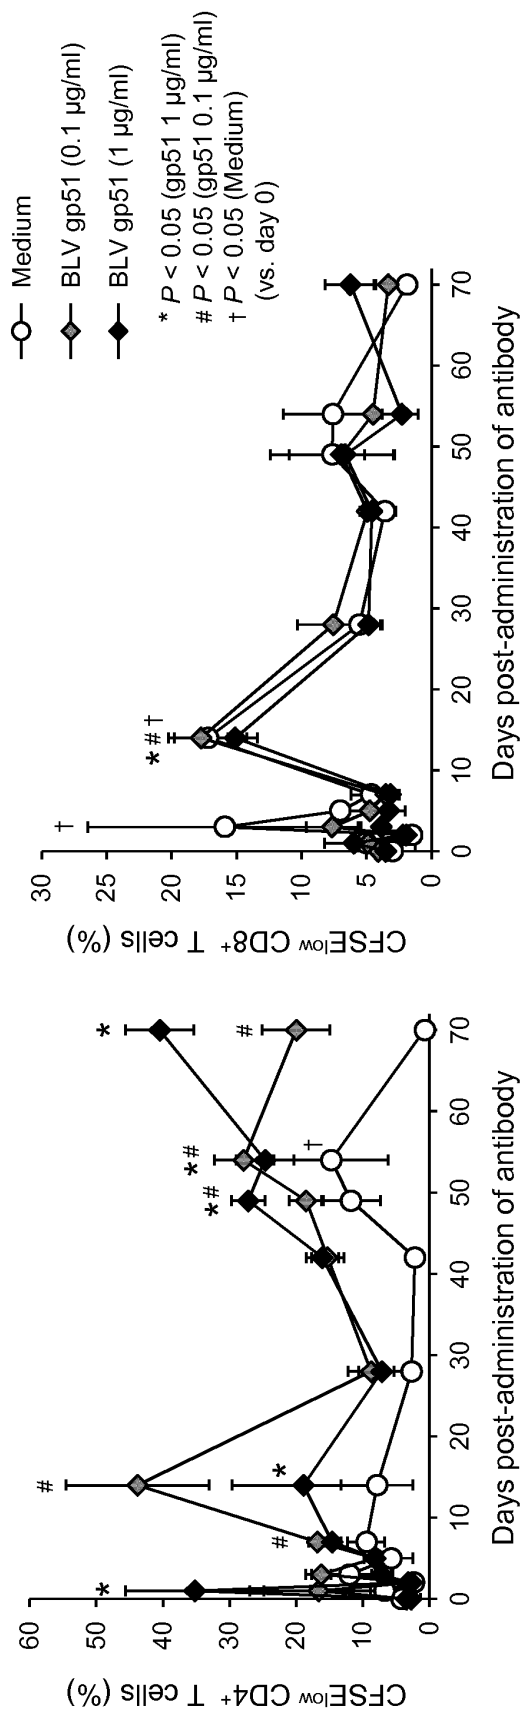 CFSElow CD4+ T cells (%)
60
50
40
30
20
10
0
* # # * * # * # † * #
0 10 20 30 40 50 60 70
Days post-administration of antibody
CFSElow CD8+ T cells (%)
30
25
20
15
10
5
0
† * # †
0 10 20 30 40 50 60 70
Days post-administration of antibody
Medium
BLV gp51 (0.1 µg/ml)
BLV gp51 (1 µg/ml)
* P < 0.05 (gp51 1 µg/ml)
# P < 0.05 (gp51 0.1 µg/ml)
† P < 0.05 (Medium)
(vs. day 0)